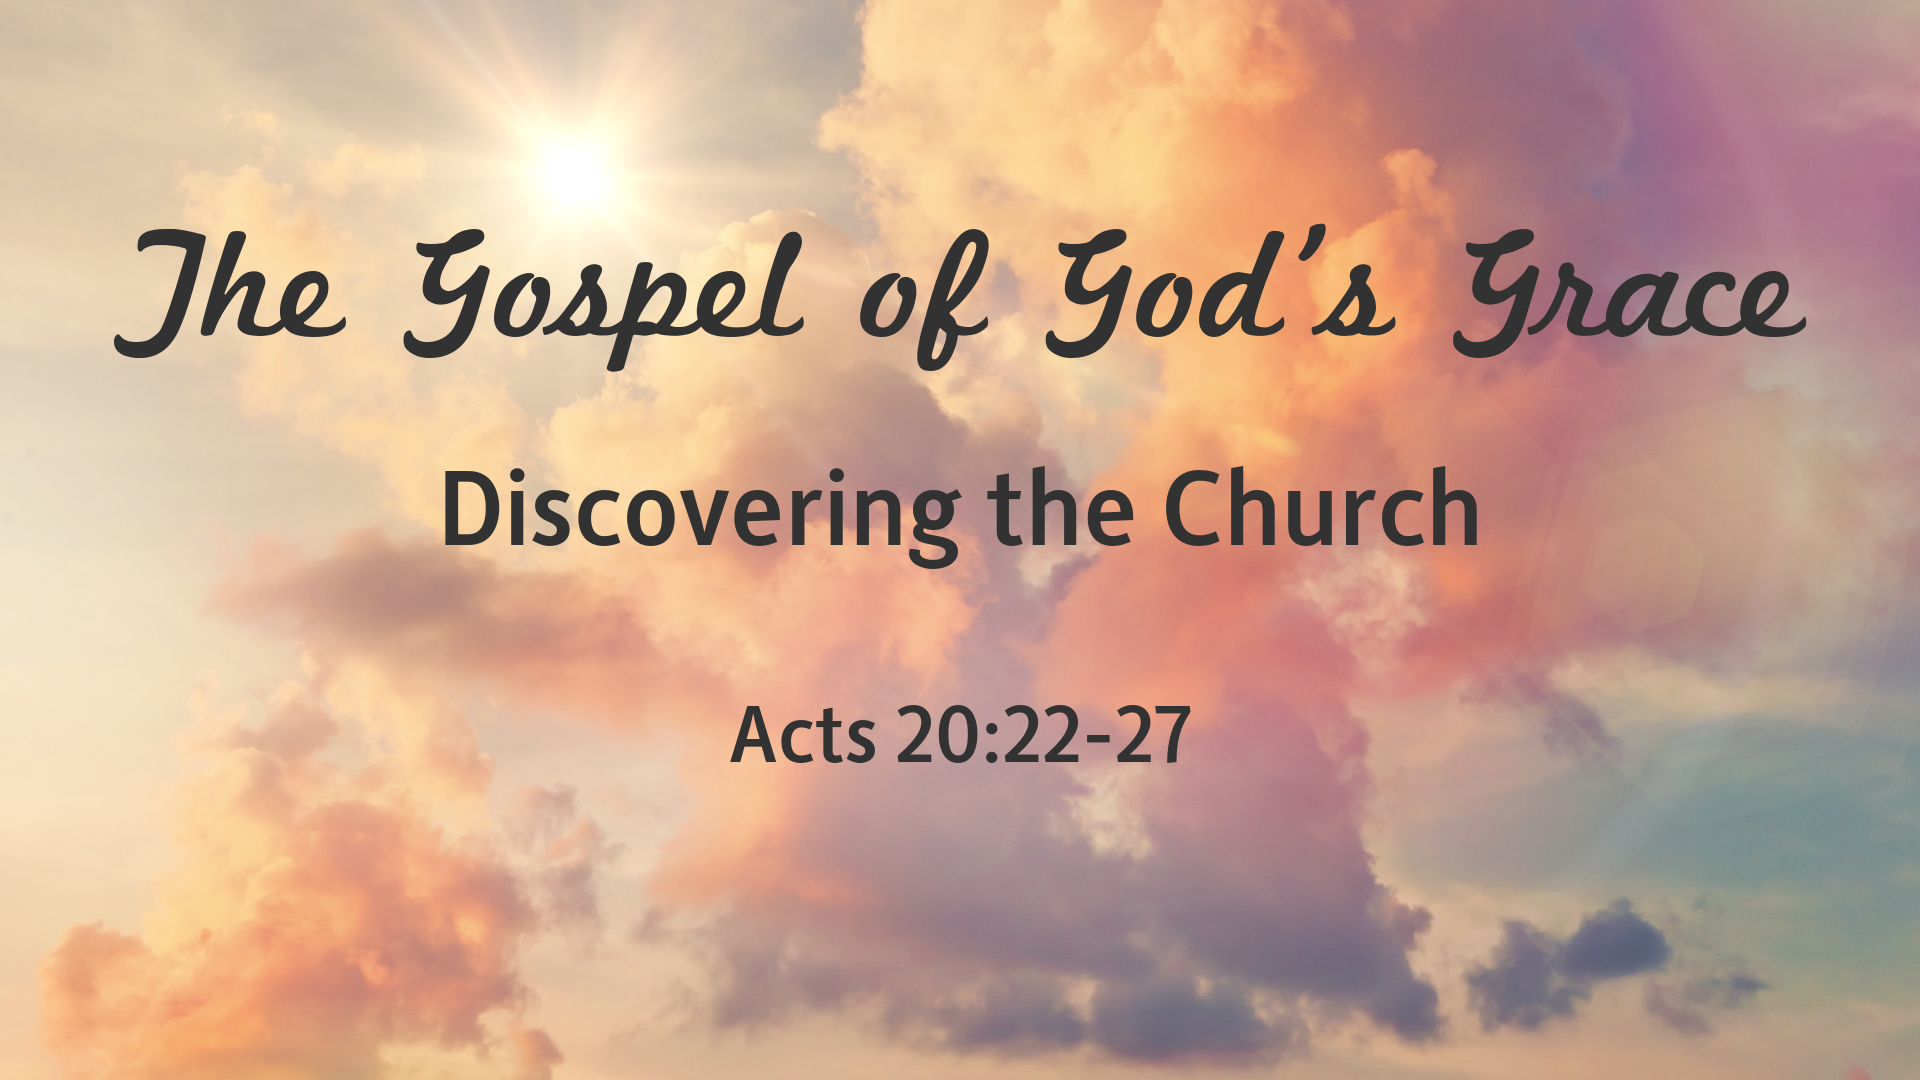 The Gospel of God's Grace
Discovering the Church
Acts 20:22-27